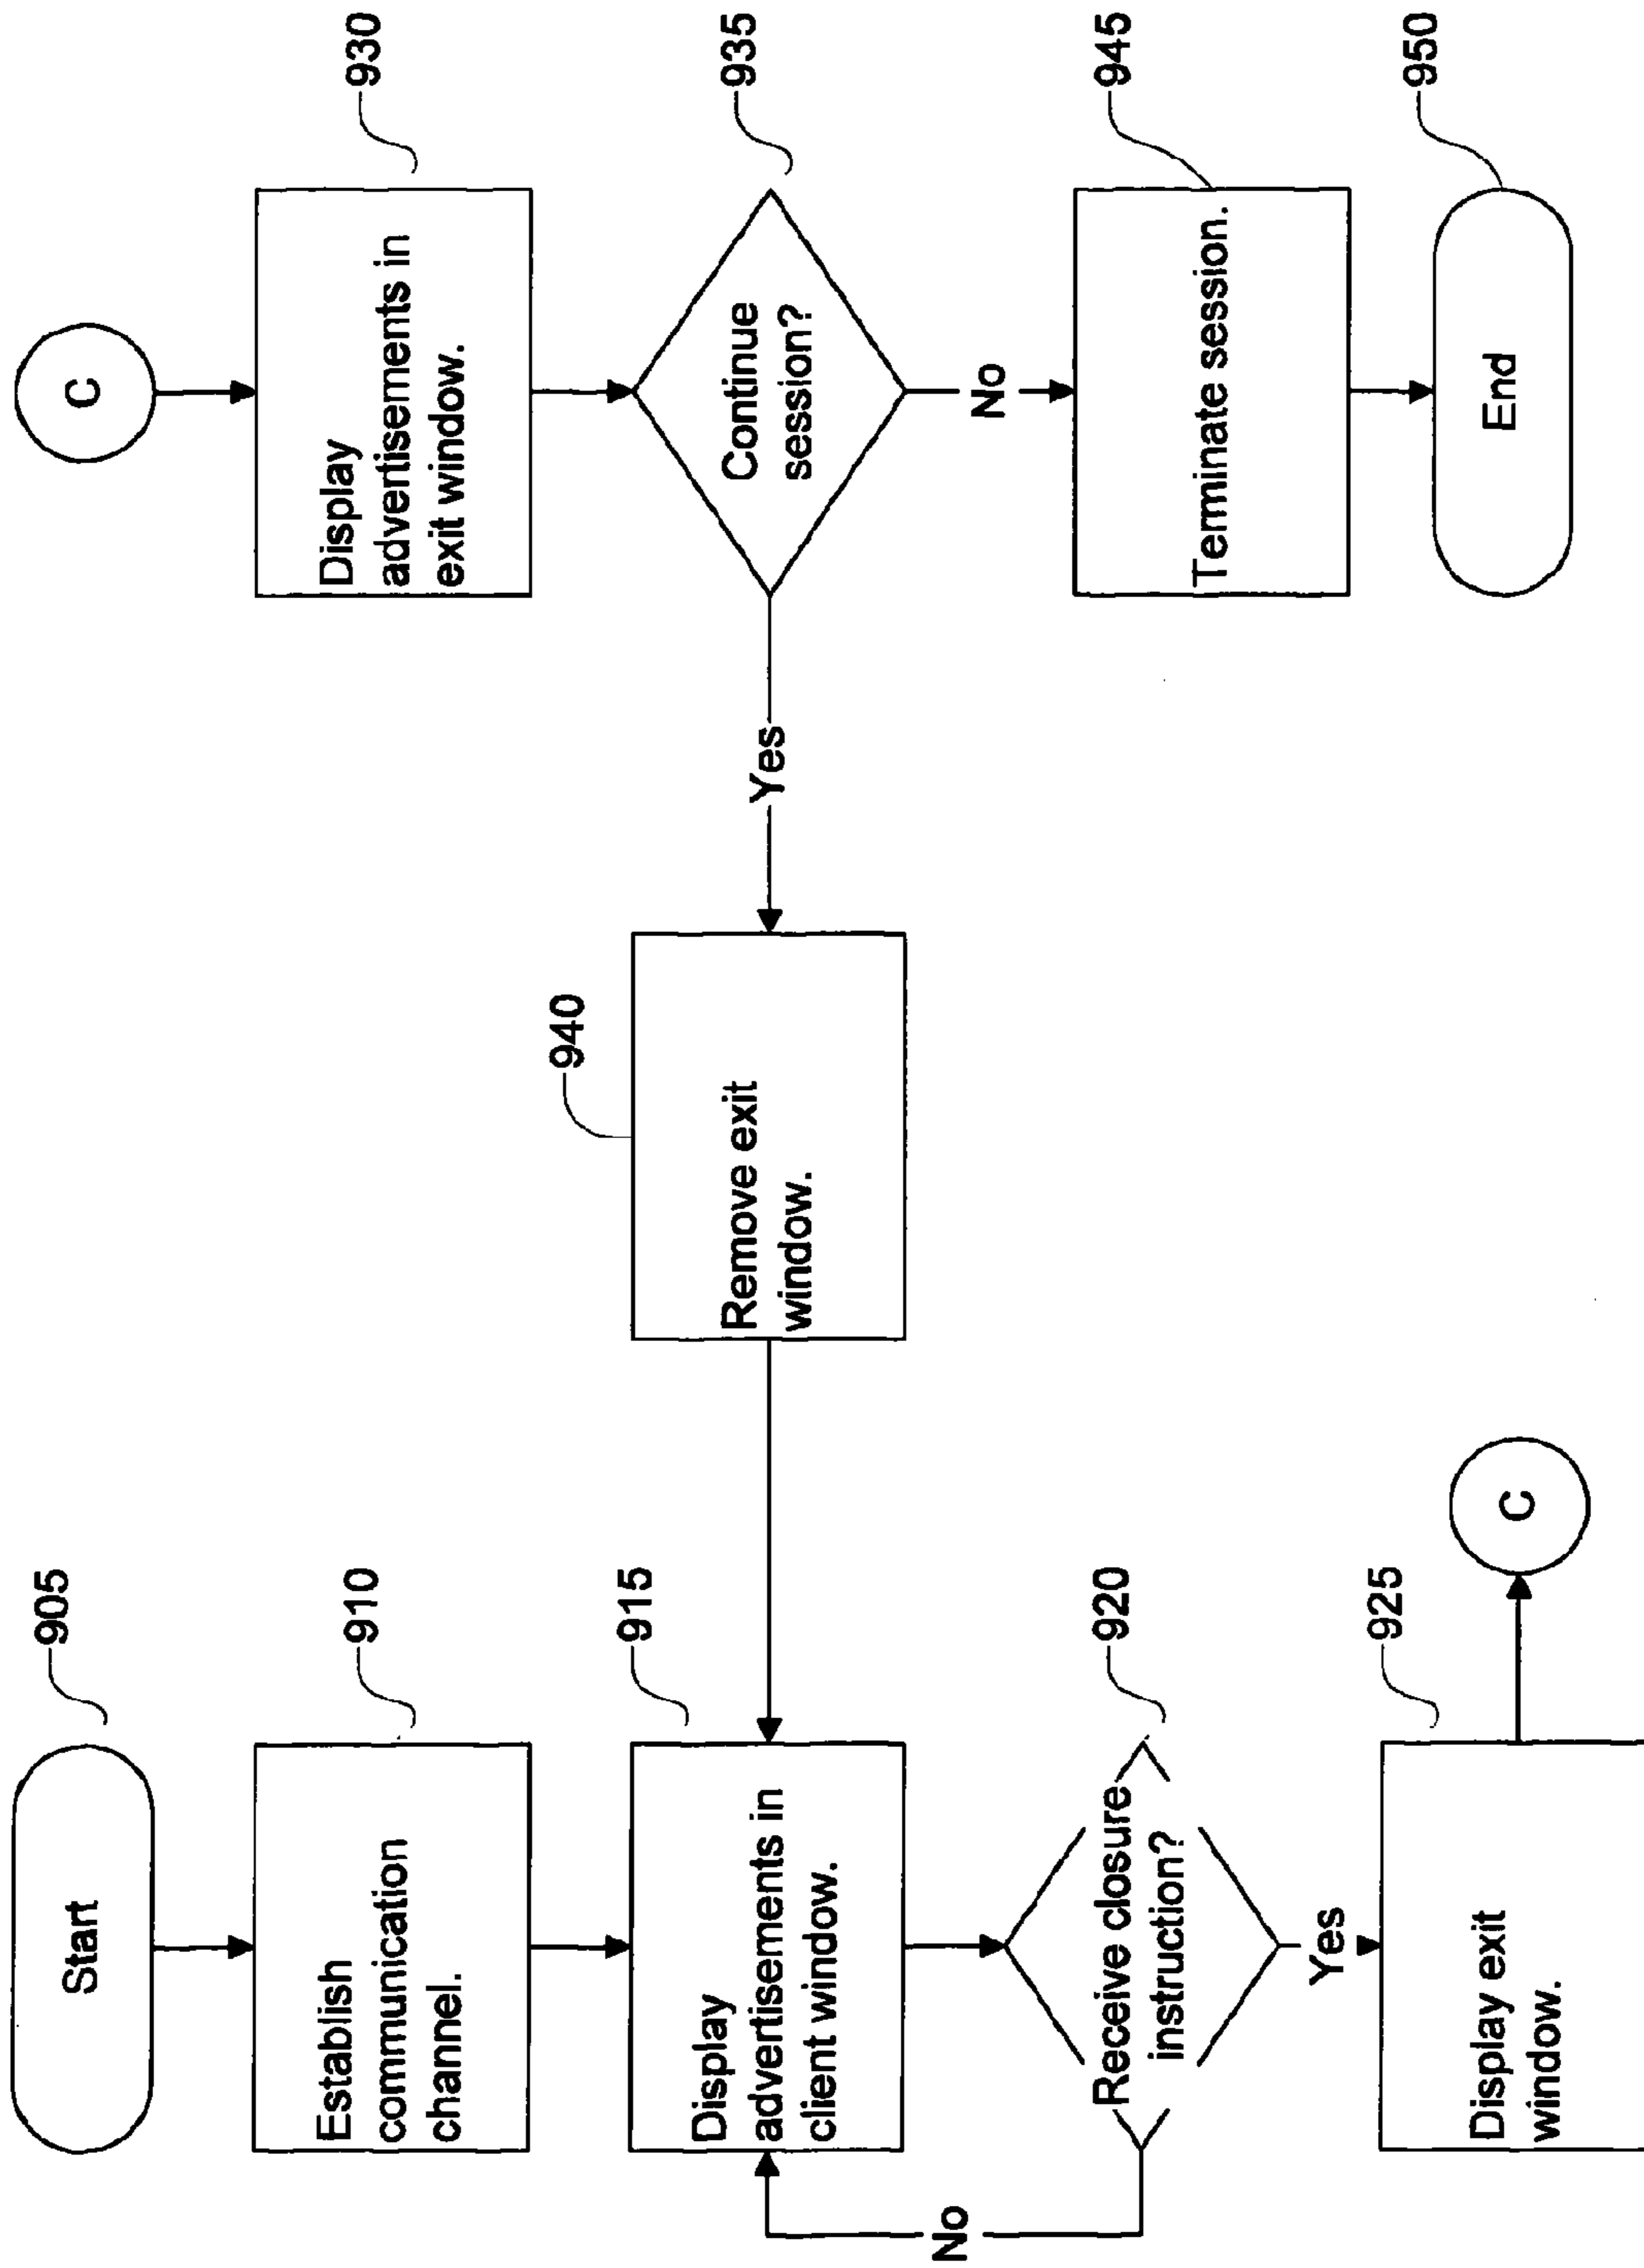 Start
905
Establish
communication
channel.
910
Display
advertisements in
client window.
915
Receive closure
instruction?
920
No
Yes
Display exit
window.
925
C
Remove exit
window.
940
Yes
C
Display
advertisements in
exit window.
930
Continue
session?
935
No
Terminate session.
945
End
950